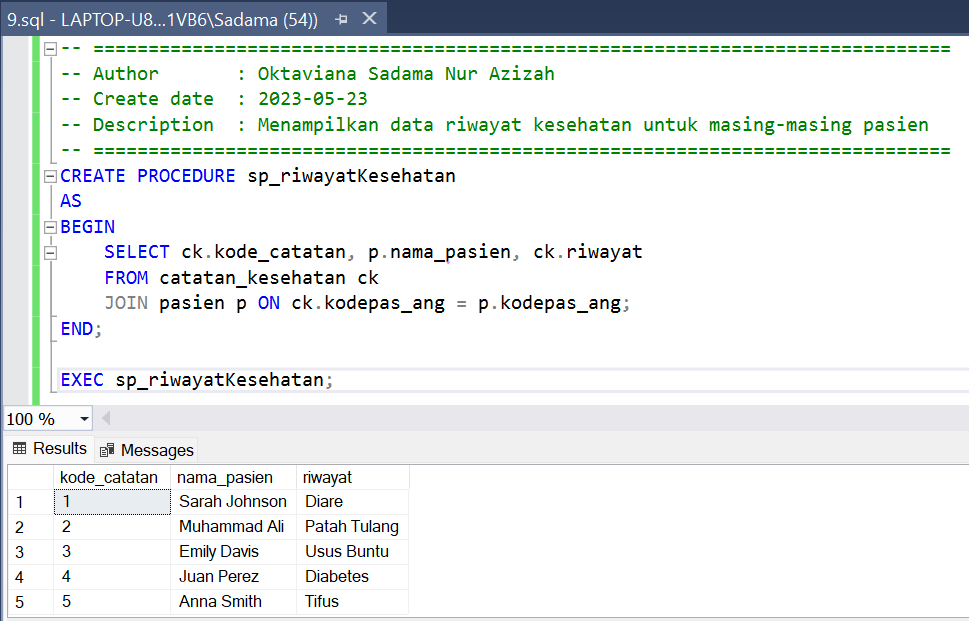 9.sql - LAPTOP-U8...1VB6\Sadama (54))
-- ==============================================================================
-- Author       : Oktaviana Sadama Nur Azizah
-- Create date  : 2023-05-23
-- Description  : Menampilkan data riwayat kesehatan untuk masing-masing pasien
-- ==============================================================================
CREATE PROCEDURE sp_riwayatKesehatan
AS
BEGIN
    SELECT ck.kode_catatan, p.nama_pasien, ck.riwayat
    FROM catatan_kesehatan ck
    JOIN pasien p ON ck.kodepas_ang = p.kodepas_ang;
END;
EXEC sp_riwayatKesehatan;
100 %
Results Messages
kode_catatan nama_pasien riwayat
1 1 Sarah Johnson Diare
2 2 Muhammad Ali Patah Tulang
3 3 Emily Davis Usus Buntu
4 4 Juan Perez Diabetes
5 5 Anna Smith Tifus